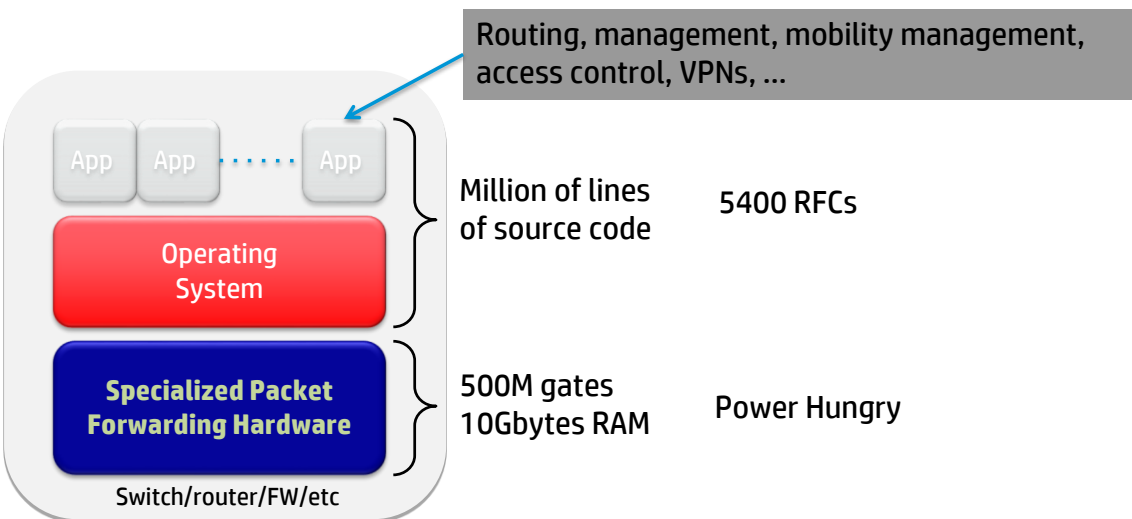 Routing, management, mobility management,
access control, VPNs, ...
App
App
App
Million of lines
of source code
5400 RFCs
Operating
System
Specialized Packet
Forwarding Hardware
500M gates
10Gbytes RAM
Power Hungry
Switch/router/FW/etc